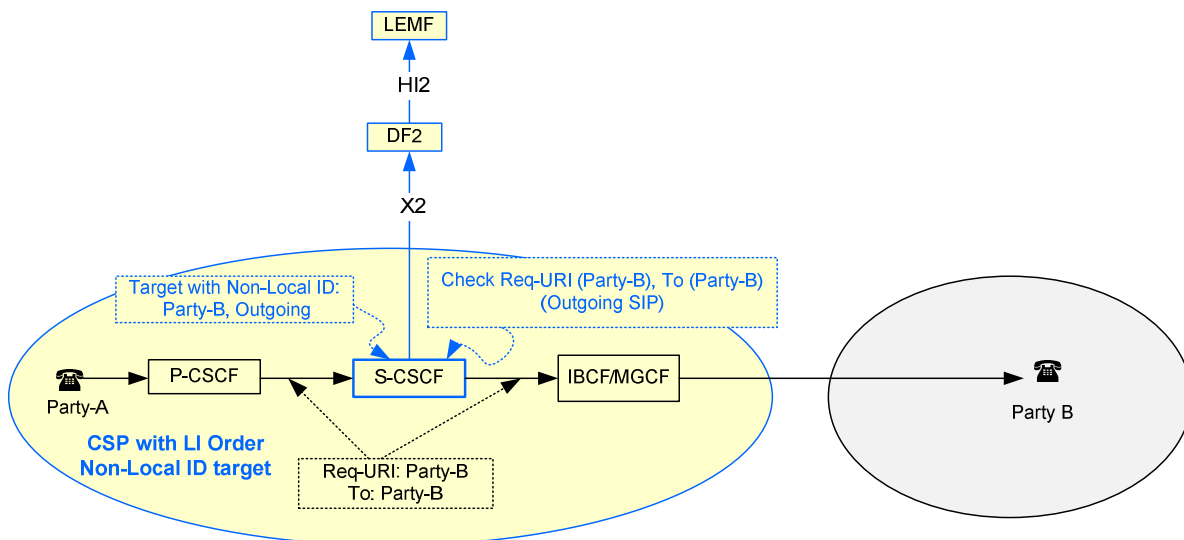 LEMF
HI2
DF2
X2
Target with Non-Local ID:
Party-B, Outgoing
Check Req-URI (Party-B), To (Party-B)
(Outgoing SIP)
Party-A
P-CSCF
S-CSCF
IBCF/MGCF
Party B
CSP with LI Order
Non-Local ID target
Req-URI: Party-B
To: Party-B